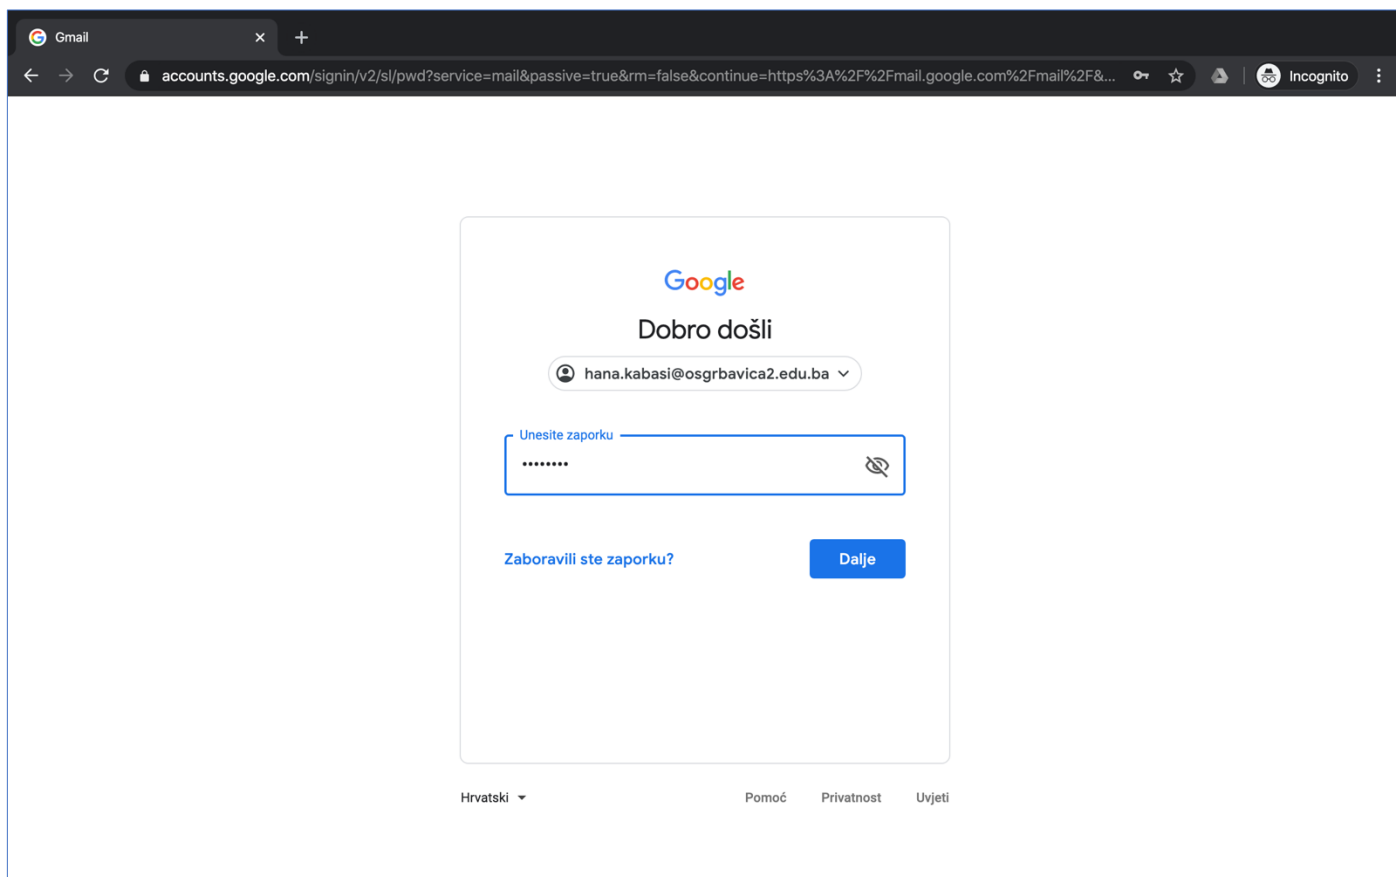 Gmail
accounts.google.com/signin/v2/sl/pwd?service=mail&passive=true&rm=false&continue=https%3A%2F%2Fmail.google.com%2Fmail%2F&...
Incognito
Google
Dobro došli
hana.kabasi@osgrbavica2.edu.ba
Unesite zaporku
••••••••
Zaboravili ste zaporku?
Dalje
Hrvatski
Pomoć
Privatnost
Uvjeti